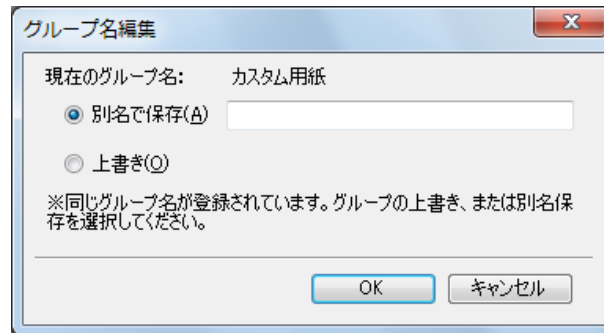 グループ名編集
現在のグループ名: カスタム用紙
別名で保存(A)
上書き(O)
※同じグループ名が登録されています。グループの上書き、または別名保
存を選択してください。
OK キャンセル